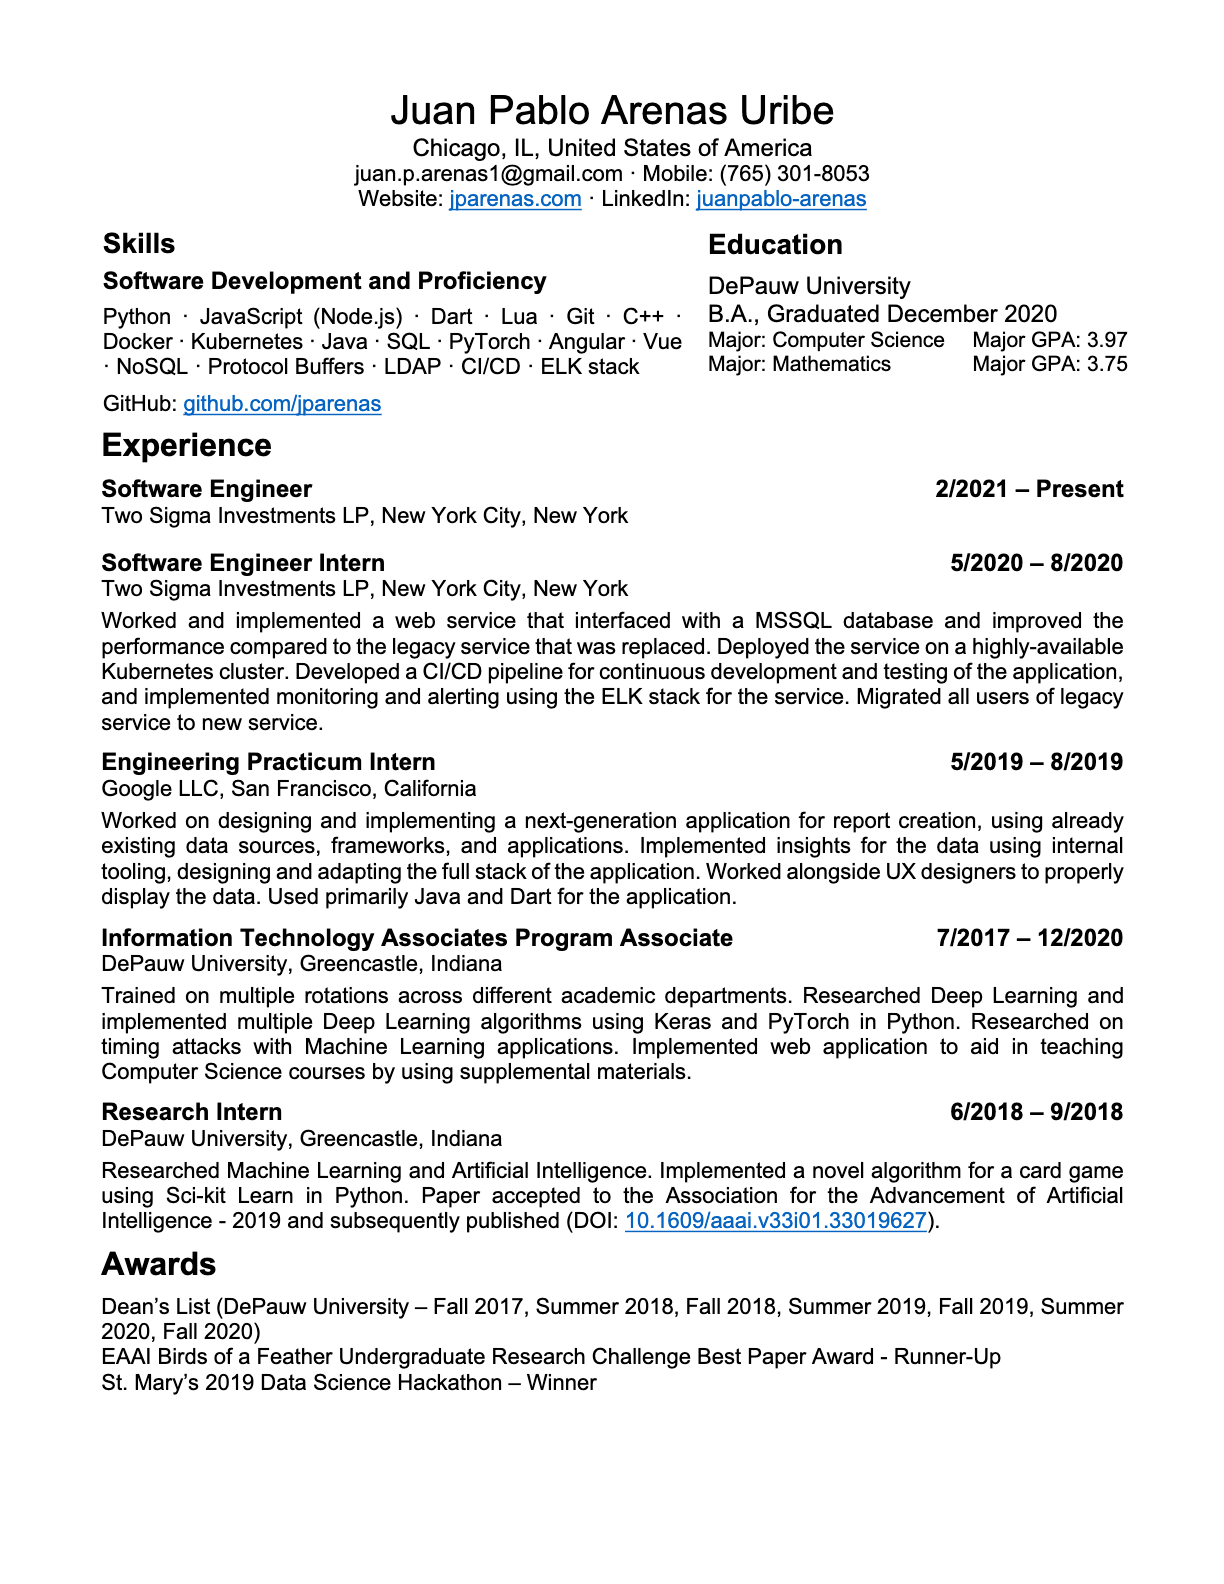 Juan Pablo Arenas Uribe
Chicago, IL, United States of America
juan.p.arenas1@gmail.com · Mobile: (765) 301-8053
Website: jparenas.com · LinkedIn: juanpablo-arenas
Skills
Software Development and Proficiency
Python · JavaScript (Node.js) · Dart · Lua · Git · C++ ·
Docker · Kubernetes · Java · SQL · PyTorch · Angular · Vue
· NoSQL · Protocol Buffers · LDAP · CI/CD · ELK stack
GitHub: github.com/jparenas
Education
DePauw University
B.A., Graduated December 2020
Major: Computer Science Major GPA: 3.97
Major: Mathematics Major GPA: 3.75
Experience
Software Engineer 2/2021 – Present
Two Sigma Investments LP, New York City, New York
Software Engineer Intern 5/2020 – 8/2020
Two Sigma Investments LP, New York City, New York
Worked and implemented a web service that interfaced with a MSSQL database and improved the
performance compared to the legacy service that was replaced. Deployed the service on a highly-available
Kubernetes cluster. Developed a CI/CD pipeline for continuous development and testing of the application,
and implemented monitoring and alerting using the ELK stack for the service. Migrated all users of legacy
service to new service.
Engineering Practicum Intern 5/2019 – 8/2019
Google LLC, San Francisco, California
Worked on designing and implementing a next-generation application for report creation, using already
existing data sources, frameworks, and applications. Implemented insights for the data using internal
tooling, designing and adapting the full stack of the application. Worked alongside UX designers to properly
display the data. Used primarily Java and Dart for the application.
Information Technology Associates Program Associate 7/2017 – 12/2020
DePauw University, Greencastle, Indiana
Trained on multiple rotations across different academic departments. Researched Deep Learning and
implemented multiple Deep Learning algorithms using Keras and PyTorch in Python. Researched on
timing attacks with Machine Learning applications. Implemented web application to aid in teaching
Computer Science courses by using supplemental materials.
Research Intern 6/2018 – 9/2018
DePauw University, Greencastle, Indiana
Researched Machine Learning and Artificial Intelligence. Implemented a novel algorithm for a card game
using Sci-kit Learn in Python. Paper accepted to the Association for the Advancement of Artificial
Intelligence - 2019 and subsequently published (DOI: 10.1609/aaai.v33i01.33019627).
Awards
Dean’s List (DePauw University – Fall 2017, Summer 2018, Fall 2018, Summer 2019, Fall 2019, Summer
2020, Fall 2020)
EAAI Birds of a Feather Undergraduate Research Challenge Best Paper Award - Runner-Up
St. Mary’s 2019 Data Science Hackathon – Winner